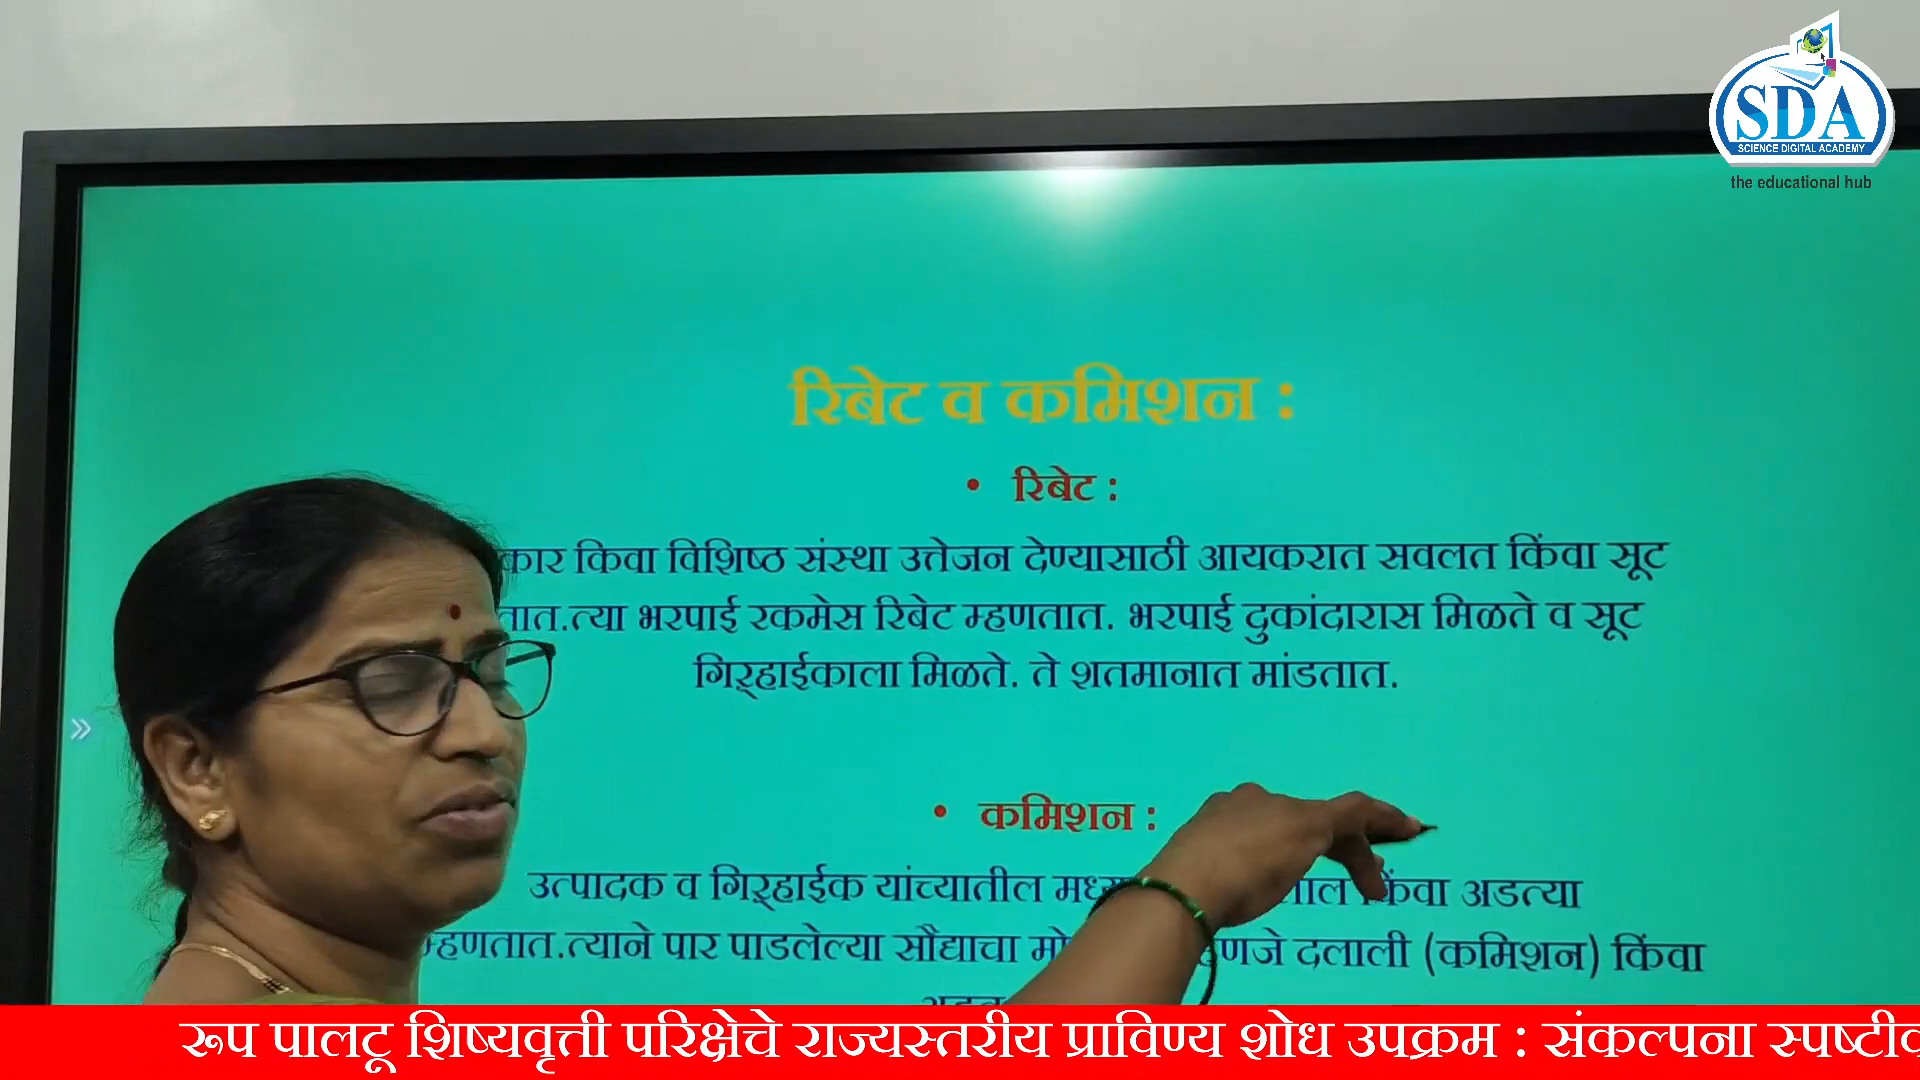 SDA
SCIENCE DIGITAL ACADEMY
the educational hub
रिबेट व कमिशन :
• रिबेट :
किवा विशिष्ठ संस्था उत्तेजन देण्यासाठी आयकरात सवलत किंवा सूट
त्या भरपाई रकमेस रिबेट म्हणतात. भरपाई दुकांदारास मिळते व सूट
गिऱ्हाईकाला मिळते. ते शतमानात मांडतात.
• कमिशन :
उत्पादक व गिऱ्हाईक यांच्यातील किंवा अडत्या
म्हणतात.त्याने पार पाडलेल्या सौद्याचा दलाली (कमिशन) किंवा
रूप पालटू शिष्यवृत्ती परिक्षेचे राज्यस्तरीय प्राविण्य शोध उपक्रम : संकल्पना